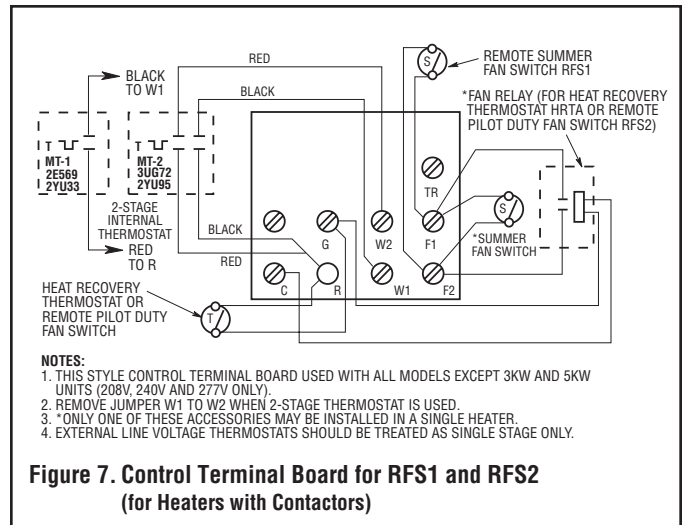 RED
BLACK
TO W1
BLACK
S
REMOTE SUMMER
FAN SWITCH RFS1
*FAN RELAY (FOR HEAT RECOVERY
THERMOSTAT HRTA OR REMOTE
PILOT DUTY FAN SWITCH RFS2)
T
MT-1
2E569
2YU33
T
MT-2
3UG72
2YU95
2-STAGE
INTERNAL
THERMOSTAT
RED
TO R
BLACK
RED
TR
G
W2
F1
S
*SUMMER
FAN SWITCH
C
R
W1
F2
HEAT RECOVERY
THERMOSTAT OR
REMOTE PILOT DUTY
FAN SWITCH
T
NOTES:
1. THIS STYLE CONTROL TERMINAL BOARD USED WITH ALL MODELS EXCEPT 3KW AND 5KW
UNITS (208V, 240V AND 277V ONLY).
2. REMOVE JUMPER W1 TO W2 WHEN 2-STAGE THERMOSTAT IS USED.
3. *ONLY ONE OF THESE ACCESSORIES MAY BE INSTALLED IN A SINGLE HEATER.
4. EXTERNAL LINE VOLTAGE THERMOSTATS SHOULD BE TREATED AS SINGLE STAGE ONLY.
Figure 7. Control Terminal Board for RFS1 and RFS2
(for Heaters with Contactors)